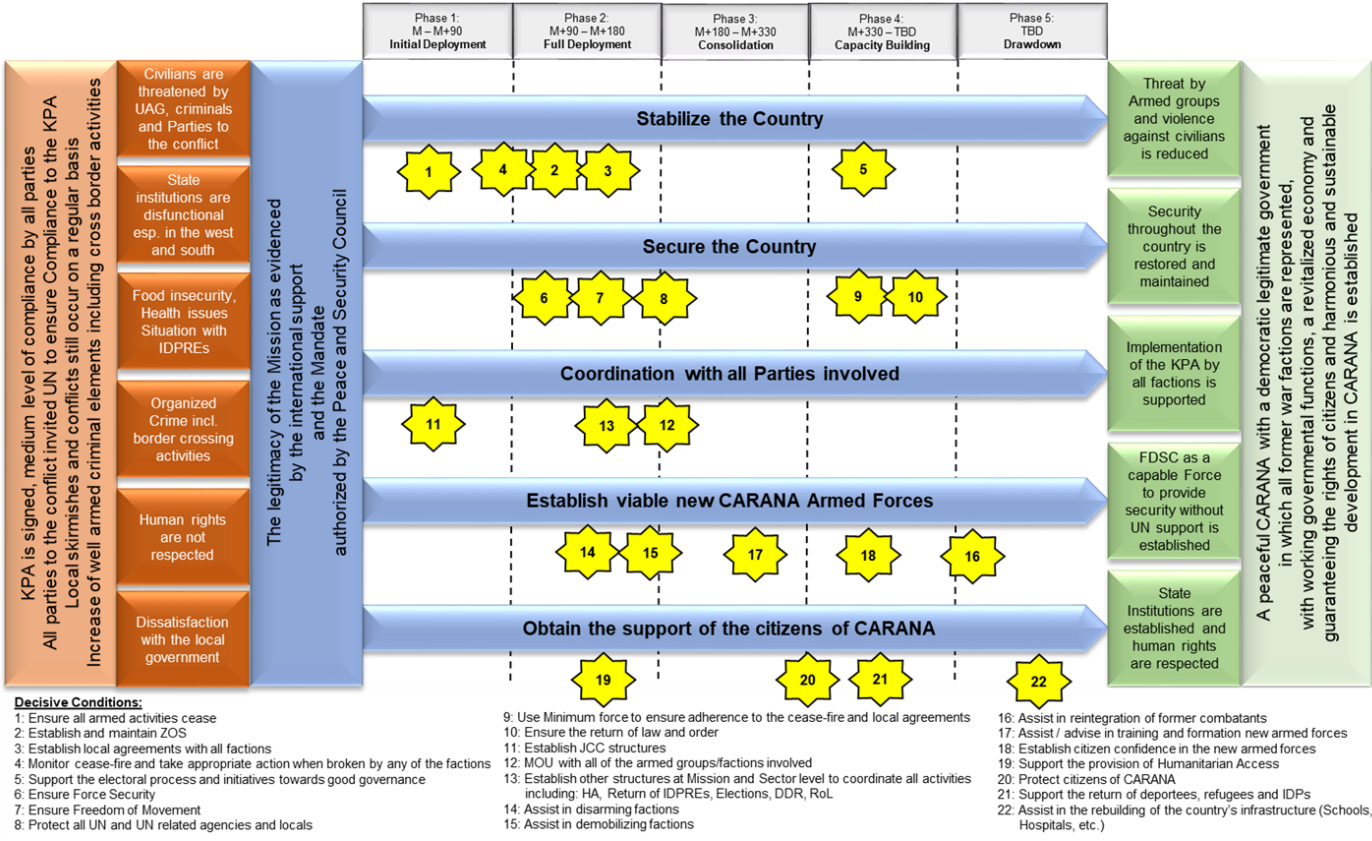 Phase 1:
M – M+90
Initial Deployment
Phase 2:
M+90 – M+180
Full Deployment
Phase 3:
M+180 – M+330
Consolidation
Phase 4:
M+330 – TBD
Capacity Building
Phase 5:
TBD
Drawdown
KPA is signed, medium level of compliance by all parties
All parties to the conflict invited UN to ensure Compliance to the KPA
Local skirmishes and conflicts still occur on a regular basis
Increase of well armed criminal elements including cross border activities
Civilians are
threatened by
UAG, criminals
and Parties to
the conflict
State
institutions are
disfunctional
esp. in the west
and south
Food insecurity,
Health issues
Situation with
IDPREs
Organized
Crime incl.
border crossing
activities
Human rights
are not
respected
Dissatisfaction
with the local
government
The legitimacy of the Mission as evidenced
by the international support
and the Mandate
authorized by the Peace and Security Council
Stabilize the Country
1
4
2
3
5
Secure the Country
6
7
8
9
10
Coordination with all Parties involved
11
13
12
Establish viable new CARANA Armed Forces
14
15
17
18
16
Obtain the support of the citizens of CARANA
19
20
21
22
Threat by
Armed groups
and violence
against civilians
is reduced
Security
throughout the
country is
restored and
maintained
Implementation
of the KPA by
all factions is
supported
FDSC as a
capable Force
to provide
security without
UN support is
established
State
Institutions are
established and
human rights
are respected
A peaceful CARANA with a democratic legitimate government
in which all former war factions are represented,
with working governmental functions, a revitalized economy and
guaranteeing the rights of citizens and harmonious and sustainable
development in CARANA is established
Decisive Conditions:
1: Ensure all armed activities cease
2: Establish and maintain ZOS
3: Establish local agreements with all factions
4: Monitor cease-fire and take appropriate action when broken by any of the factions
5: Support the electoral process and initiatives towards good governance
6: Ensure Force Security
7: Ensure Freedom of Movement
8: Protect all UN and UN related agencies and locals
9: Use Minimum force to ensure adherence to the cease-fire and local agreements
10: Ensure the return of law and order
11: Establish JCC structures
12: MOU with all of the armed groups/factions involved
13: Establish other structures at Mission and Sector level to coordinate all activities
including: HA, Return of IDPREs, Elections, DDR, RoL
14: Assist in disarming factions
15: Assist in demobilizing factions
16: Assist in reintegration of former combatants
17: Assist / advise in training and formation new armed forces
18: Establish citizen confidence in the new armed forces
19: Support the provision of Humanitarian Access
20: Protect citizens of CARANA
21: Support the return of deportees, refugees and IDPs
22: Assist in the rebuilding of the country's infrastructure (Schools,
Hospitals, etc.)